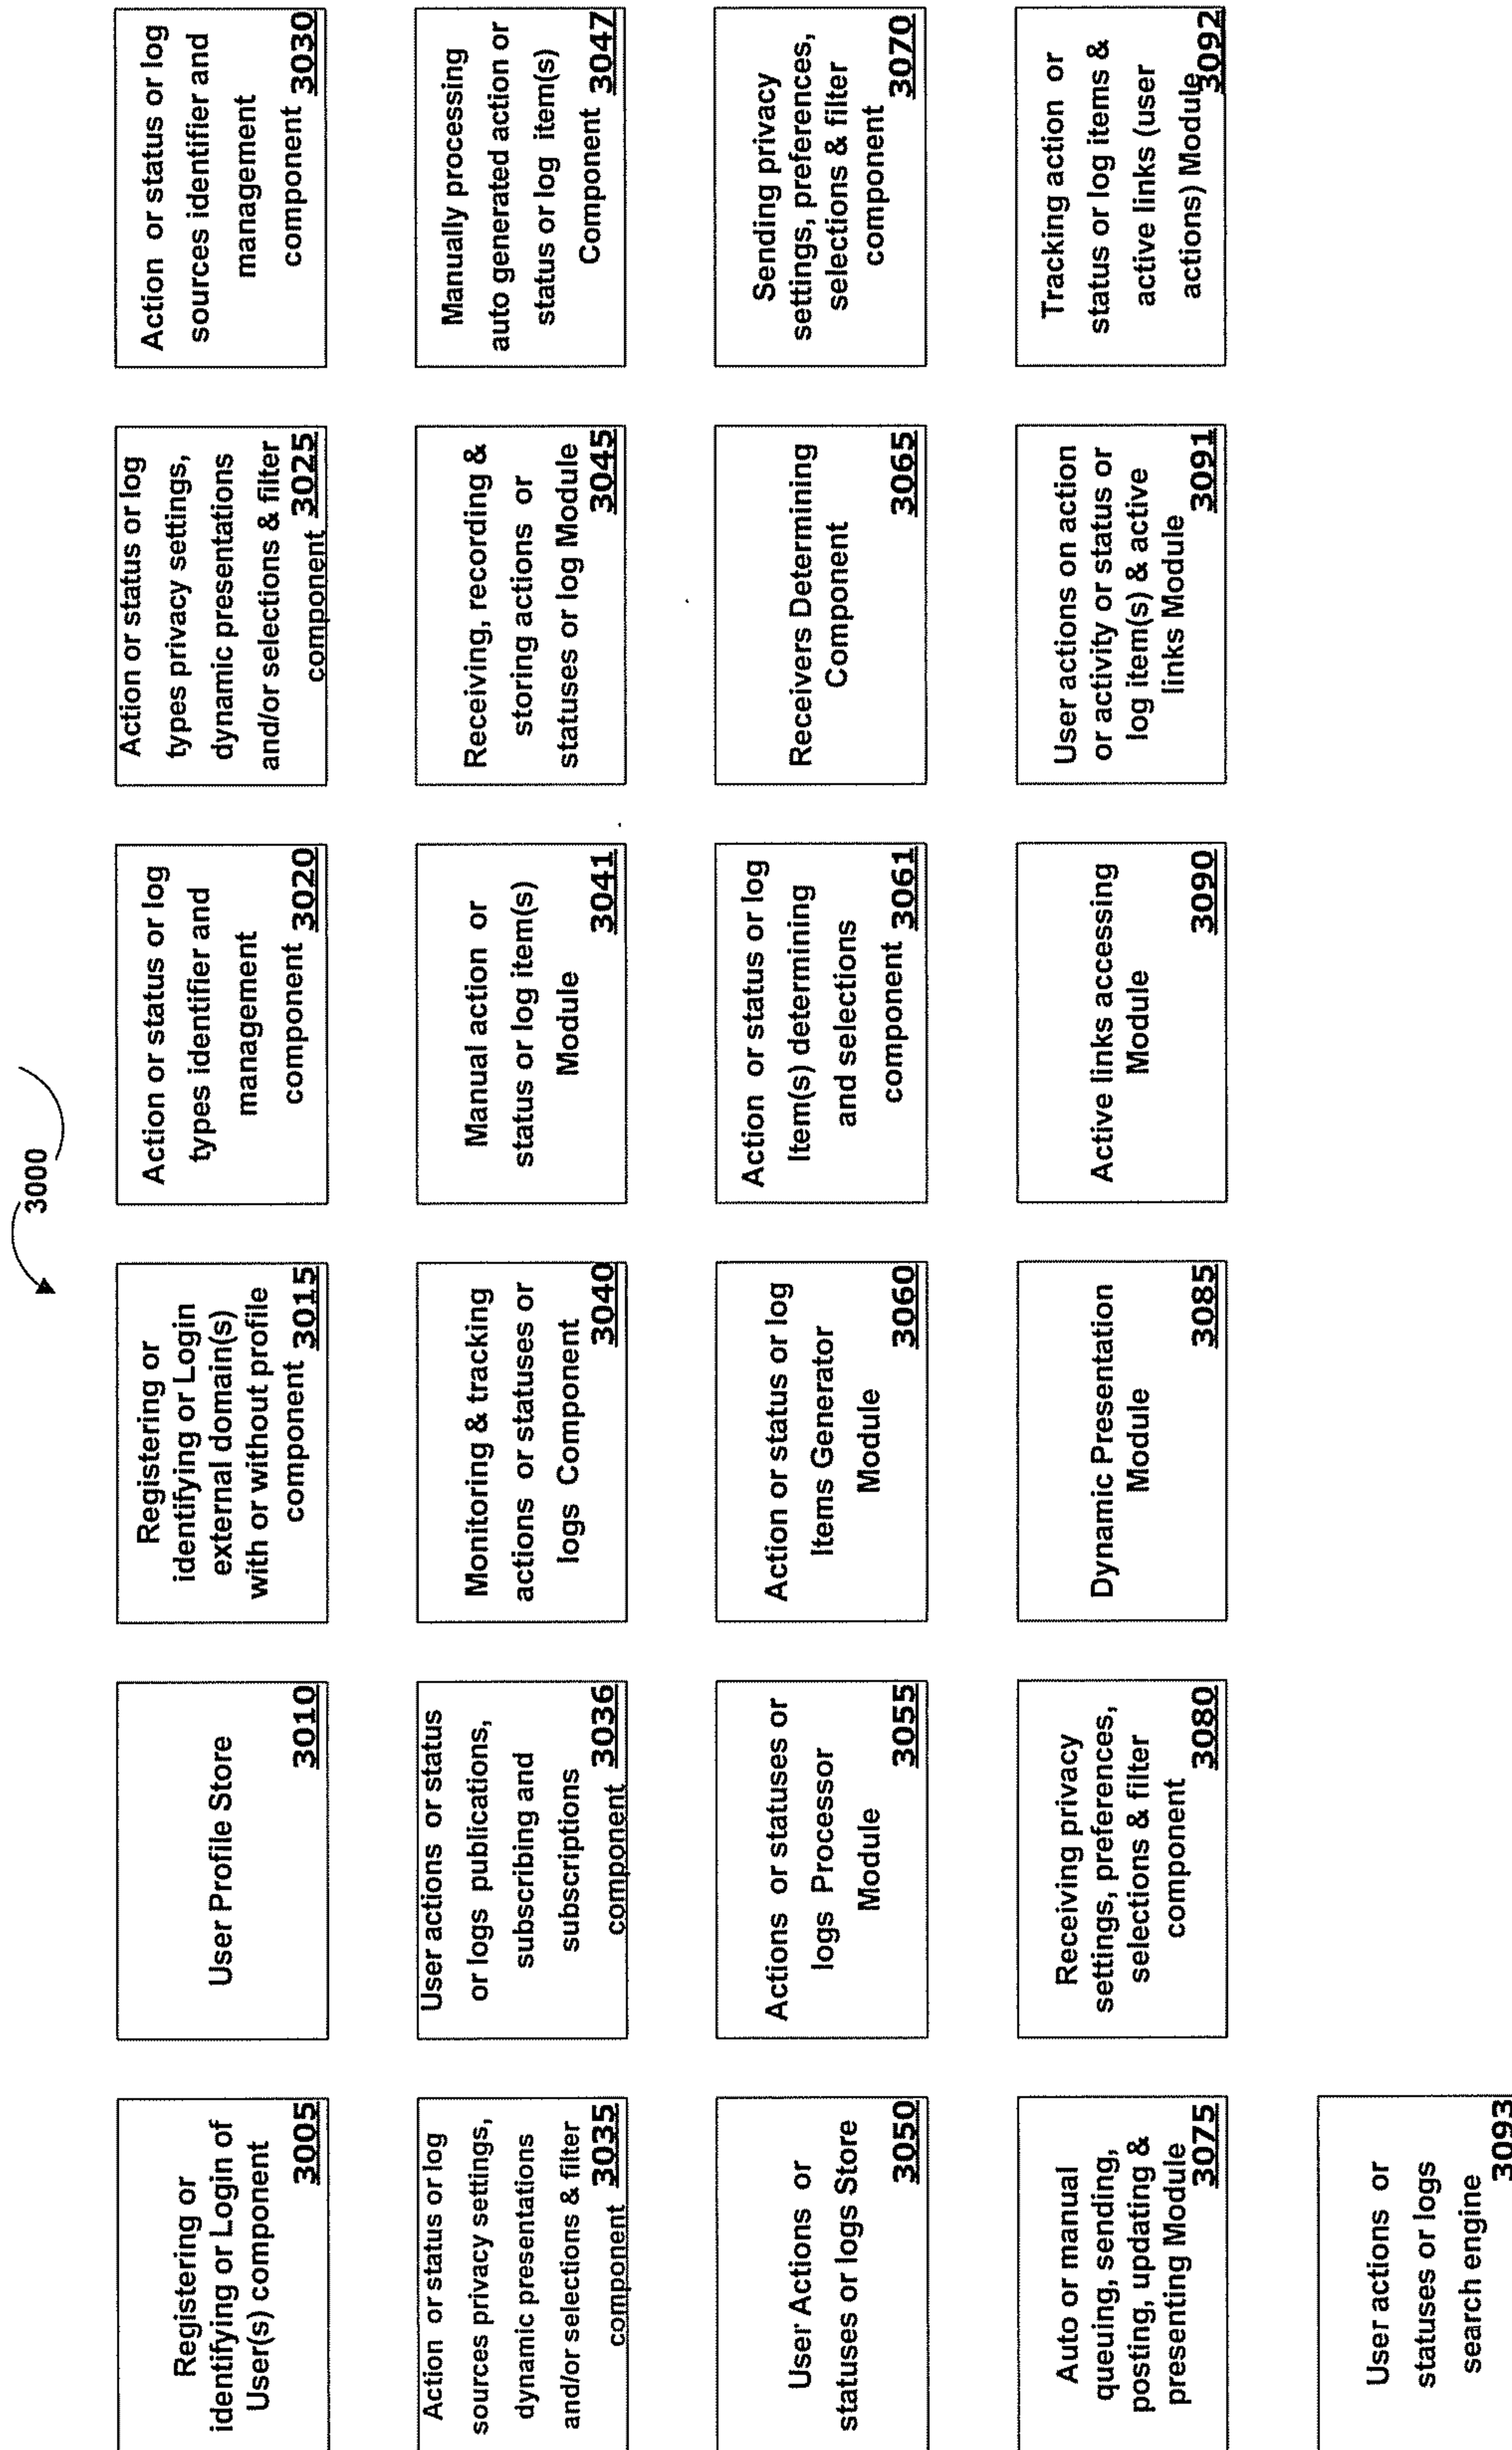 3000
Registering or
identifying or Login of
User(s) component
3005
User Profile Store
3010
Registering or
identifying or Login
external domain(s)
with or without profile
component 3015
Action or status or log
types identifier and
management
component 3020
Action or status or log
types privacy settings,
dynamic presentations
and/or selections & filter
component 3025
Action or status or log
sources identifier and
management
component 3030
Action or status or log
sources privacy settings,
dynamic presentations
and/or selections & filter
component 3035
User actions or status
or logs publications,
subscribing and
subscriptions
component 3036
Monitoring & tracking
actions or statuses or
logs Component
3040
Manual action or
status or log item(s)
Module
3041
Receiving, recording &
storing actions or
statuses or log Module
3045
Manually processing
auto generated action or
status or log item(s)
Component 3047
User Actions or
statuses or logs Store
3050
Actions or statuses or
logs Processor
Module
3055
Action or status or log
Items Generator
Module
3060
Action or status or log
Item(s) determining
and selections
component 3061
Receivers Determining
Component
3065
Sending privacy
settings, preferences,
selections & filter
component
3070
Auto or manual
queuing, sending,
posting, updating &
presenting Module
3075
Receiving privacy
settings, preferences,
selections & filter
component
3080
Dynamic Presentation
Module
3085
Active links accessing
Module
3090
User actions on action
or activity or status or
log item(s) & active
links Module
3091
Tracking action or
status or log items &
active links (user
actions) Module
3092
User actions or
statuses or logs
search engine
3093